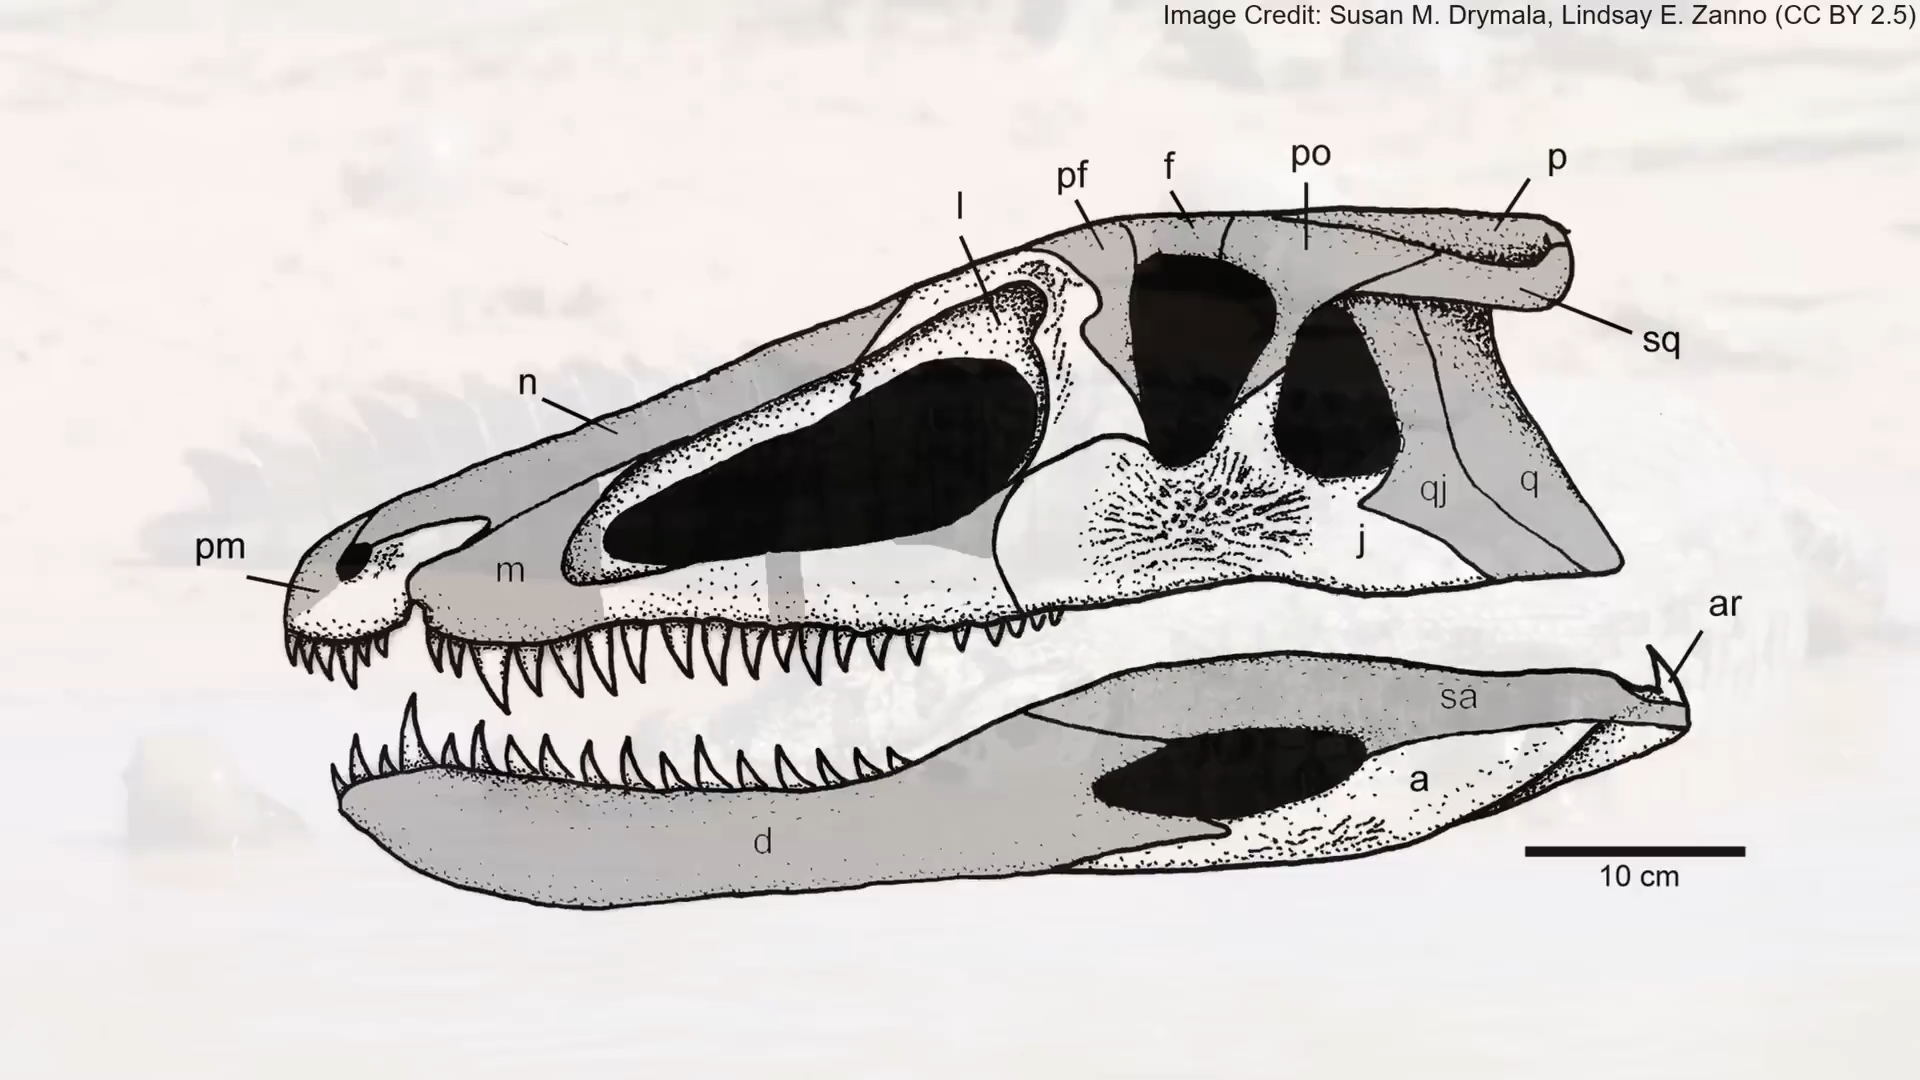 Image Credit: Susan M. Drymala, Lindsay E. Zanno (CC BY 2.5)
po
p
f
pf
l
sq
n
qj
q
j
pm
m
ar
sa
a
d
10 cm